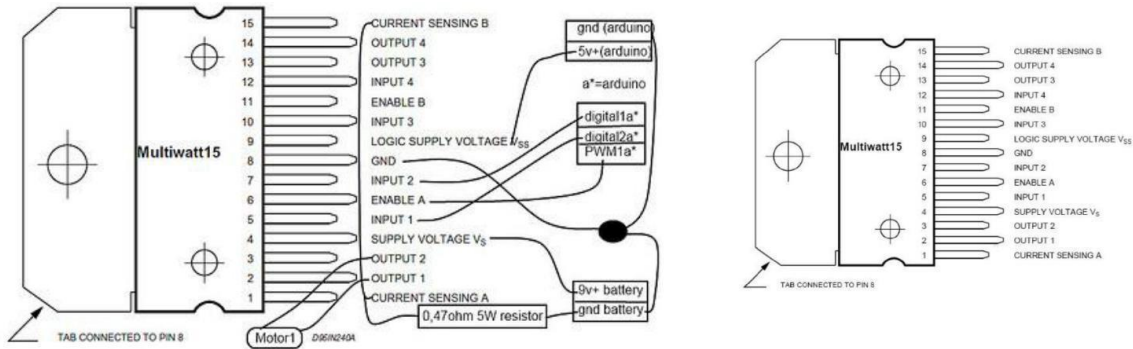 15 CURRENT SENSING B
14 OUTPUT 4
13 OUTPUT 3
12 INPUT 4
11 ENABLE B
10 INPUT 3
9 LOGIC SUPPLY VOLTAGE VSS
8 GND
7 INPUT 2
6 ENABLE A
5 INPUT 1
4 SUPPLY VOLTAGE VS
3 OUTPUT 2
2 OUTPUT 1
1 CURRENT SENSING A
Multiwatt15
TAB CONNECTED TO PIN 8
Motor1
D95IN240A
0,47ohm 5W resistor
gnd (arduino)
5v+(arduino)
a*=arduino
digital1a*
digital2a*
PWM1a*
9v+ battery
gnd battery
15 CURRENT SENSING B
14 OUTPUT 4
13 OUTPUT 3
12 INPUT 4
11 ENABLE B
10 INPUT 3
9 LOGIC SUPPLY VOLTAGE VSS
8 GND
7 INPUT 2
6 ENABLE A
5 INPUT 1
4 SUPPLY VOLTAGE VS
3 OUTPUT 2
2 OUTPUT 1
1 CURRENT SENSING A
Multiwatt15
TAB CONNECTED TO PIN 8